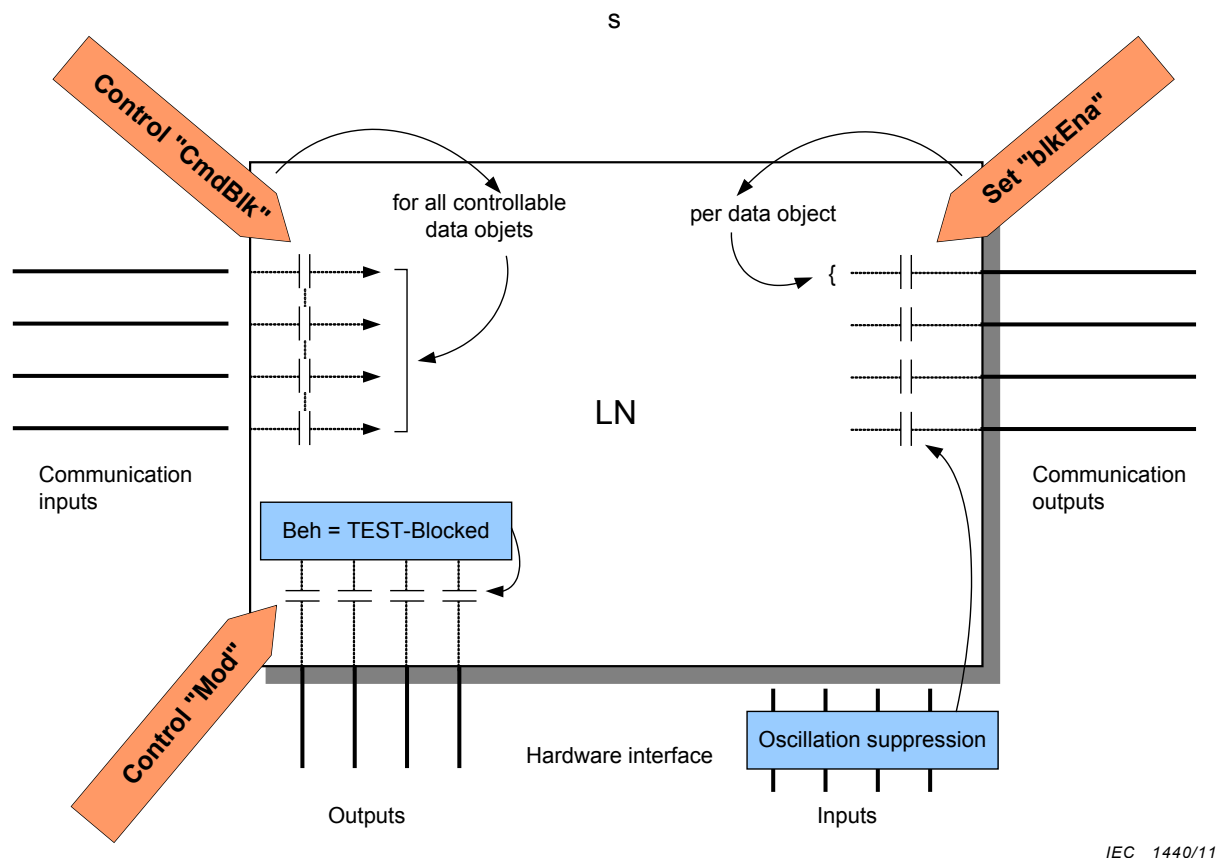 s
Control "CmdBlk"
Set "blkEna"
for all controllable
data objets
per data object
{
LN
Communication
inputs
Communication
outputs
Beh = TEST-Blocked
Control "Mod"
Hardware interface
Oscillation suppression
Outputs
Inputs
IEC 1440/11